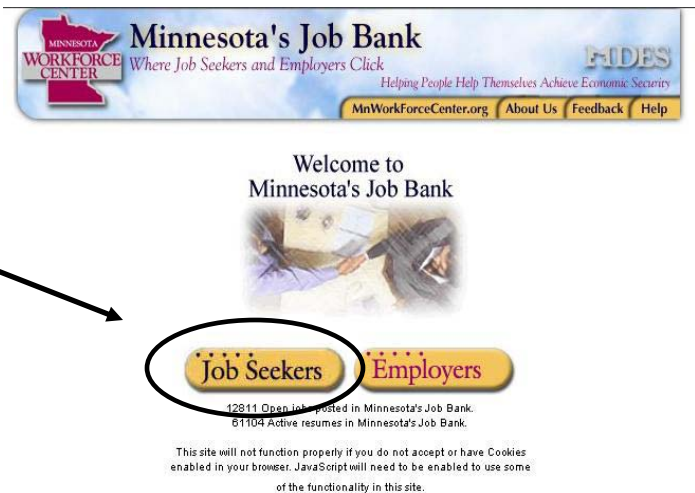 MINNESOTA
WORKFORCE
CENTER
Minnesota's Job Bank
Where Job Seekers and Employers Click
MDES
Helping People Help Themselves Achieve Economic Security
MnWorkForceCenter.org About Us Feedback Help
Welcome to
Minnesota's Job Bank
Job Seekers Employers
12811 Open jobs posted in Minnesota's Job Bank.
61104 Active resumes in Minnesota's Job Bank.
This site will not function properly if you do not accept or have Cookies
enabled in your browser. JavaScript will need to be enabled to use some
of the functionality in this site.